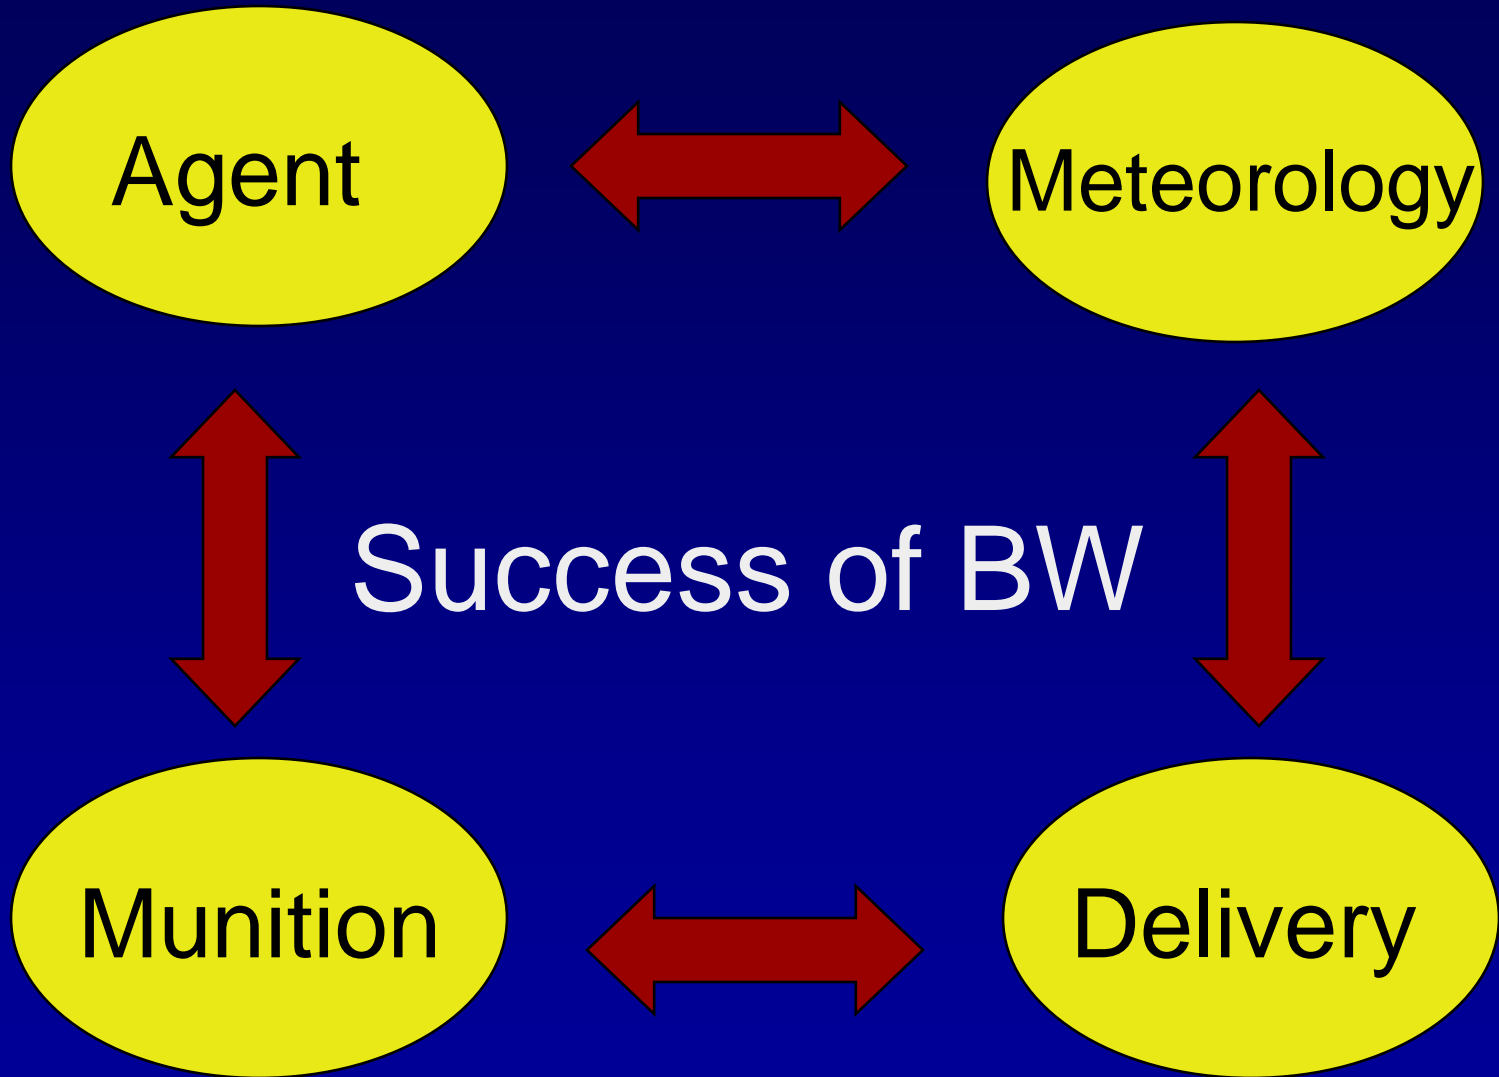 Agent
Meteorology
Success of BW
Munition
Delivery